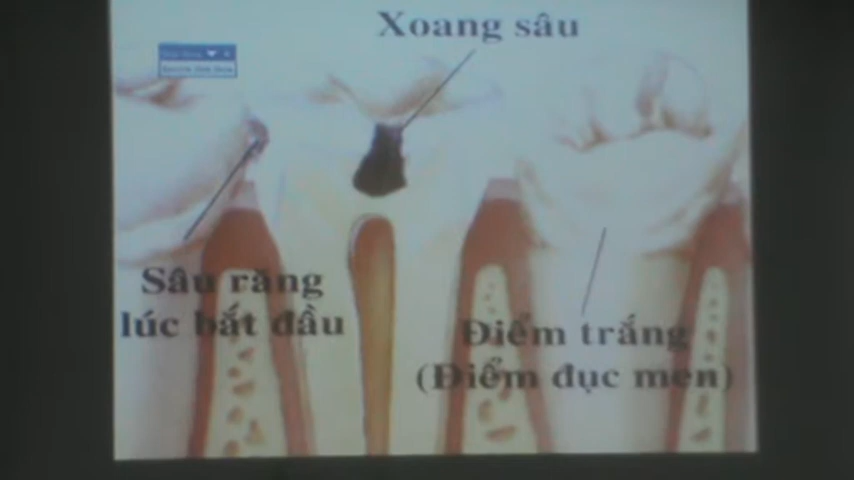 Xoang sâu
Sâu răng
lúc bắt đầu
Điểm trắng
(Điểm đục men)